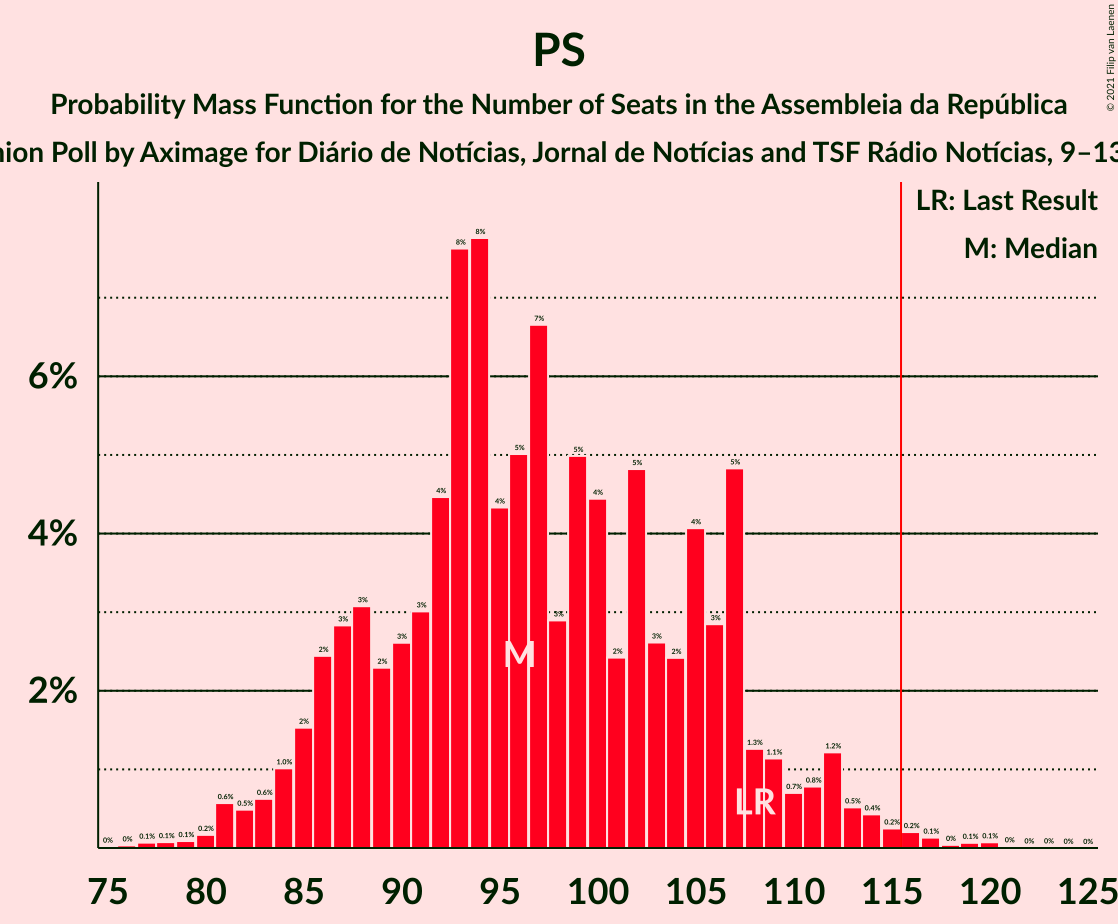 PS
Probability Mass Function for the Number of Seats in the Assembleia da República
nion Poll by Aximage for Diário de Notícias, Jornal de Notícias and TSF Rádio Notícias, 9–13
© 2021 Filip van Laenen
LR: Last Result
M: Median
6%
4%
2%
0% 0% 0.1% 0.1% 0.1% 0.2% 0.6% 0.5% 0.6% 1.0% 2% 2% 3% 3% 2% 3% 3% 4% 8% 8% 4% 5% 7% 3% 5% 4% 2% 5% 3% 2% 4% 3% 5% 1.3% 1.1% 0.7% 0.8% 1.2% 0.5% 0.4% 0.2% 0.2% 0.1% 0% 0.1% 0.1% 0% 0% 0% 0% 0%
M
LR
75 80 85 90 95 100 105 110 115 120 125